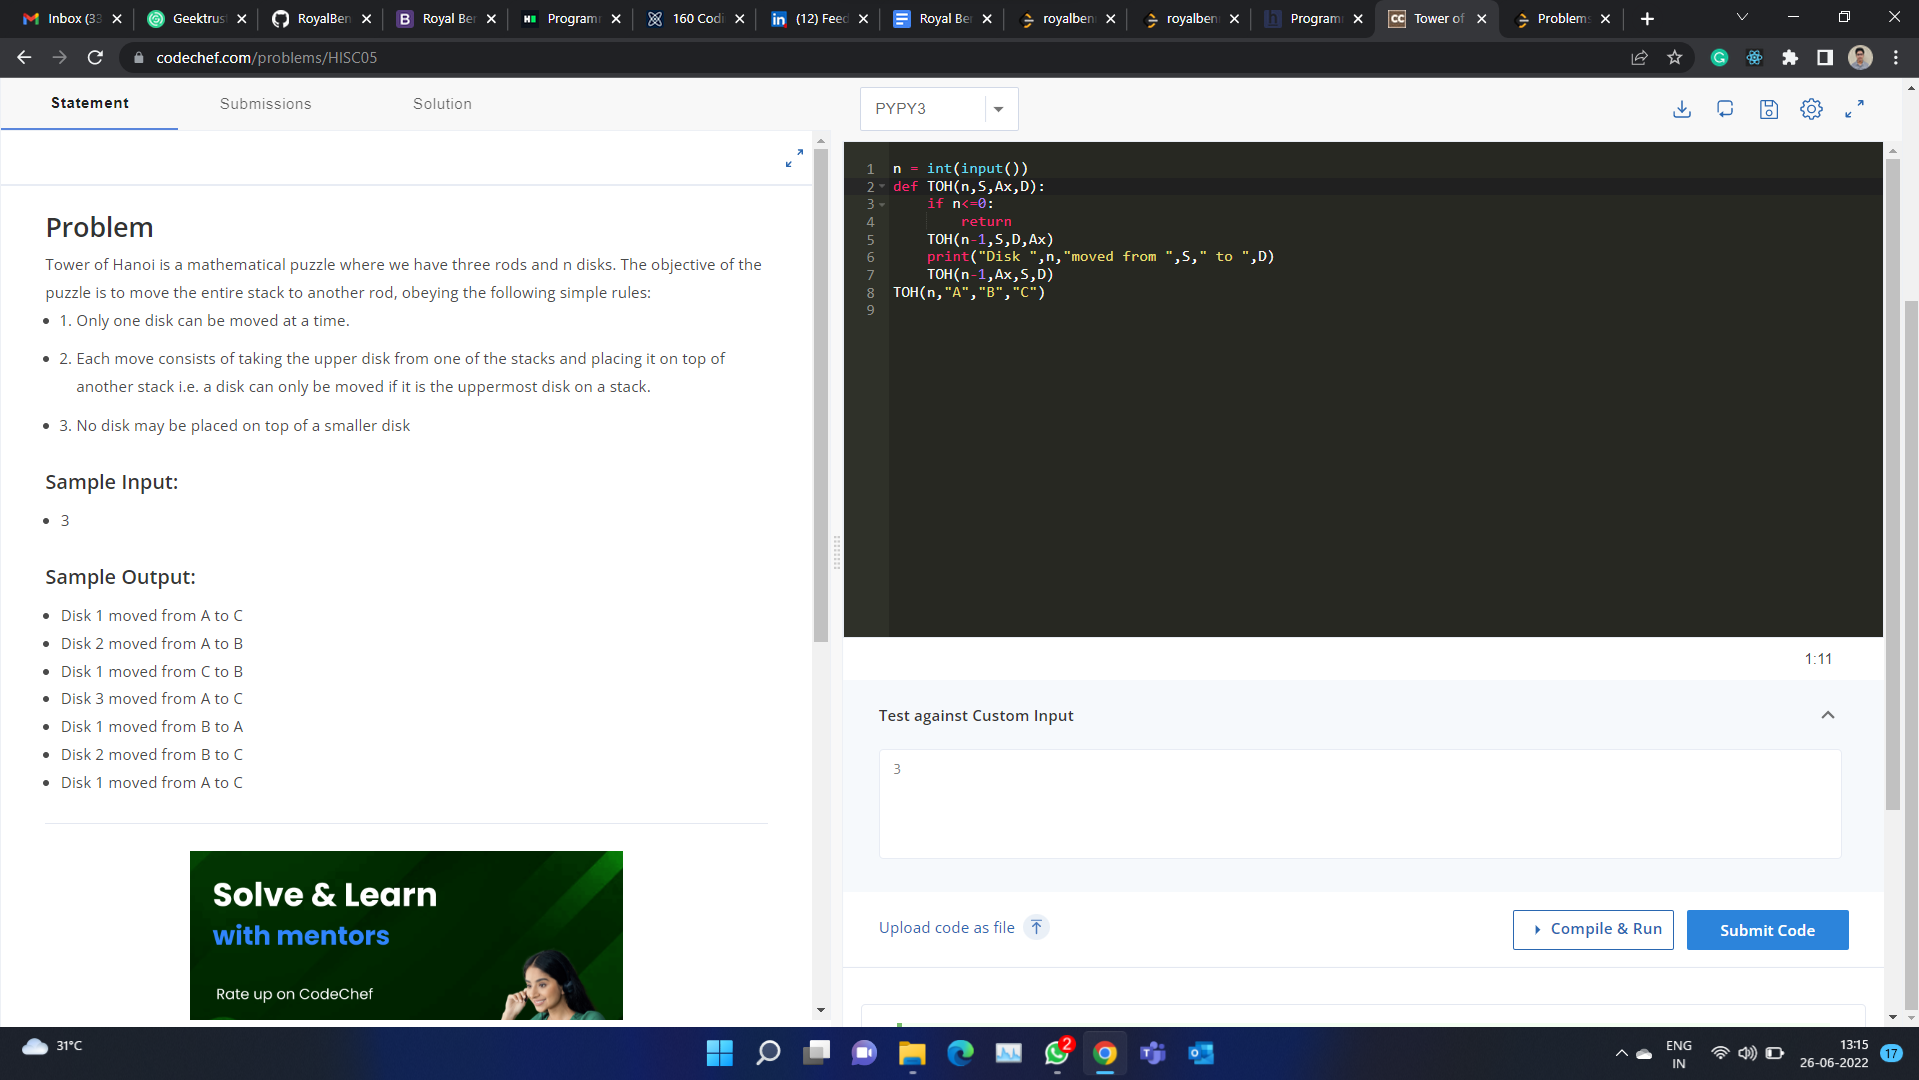 Inbox (33
Geektrus
RoyalBen
Royal Ber
Program
160 Codi
(12) Feed
Royal Ber
royalben
royalben
Program
Tower of
Problems
codechef.com/problems/HISC05
Statement
Submissions
Solution
Problem
Tower of Hanoi is a mathematical puzzle where we have three rods and n disks. The objective of the
puzzle is to move the entire stack to another rod, obeying the following simple rules:
1. Only one disk can be moved at a time.
2. Each move consists of taking the upper disk from one of the stacks and placing it on top of
another stack i.e. a disk can only be moved if it is the uppermost disk on a stack.
3. No disk may be placed on top of a smaller disk
Sample Input:
3
Sample Output:
Disk 1 moved from A to C
Disk 2 moved from A to B
Disk 1 moved from C to B
Disk 3 moved from A to C
Disk 1 moved from B to A
Disk 2 moved from B to C
Disk 1 moved from A to C
Solve & Learn
with mentors
Rate up on CodeChef
PYPY3
1 n = int(input())
2 def TOH(n,S,Ax,D):
3 if n<=0:
4 return
5 TOH(n-1,S,D,Ax)
6 print("Disk ",n,"moved from ",S," to ",D)
7 TOH(n-1,Ax,S,D)
8 TOH(n,"A","B","C")
9
1:11
Test against Custom Input
3
Upload code as file
Compile & Run
Submit Code
31°C
2
ENG
IN
13:15
26-06-2022
17